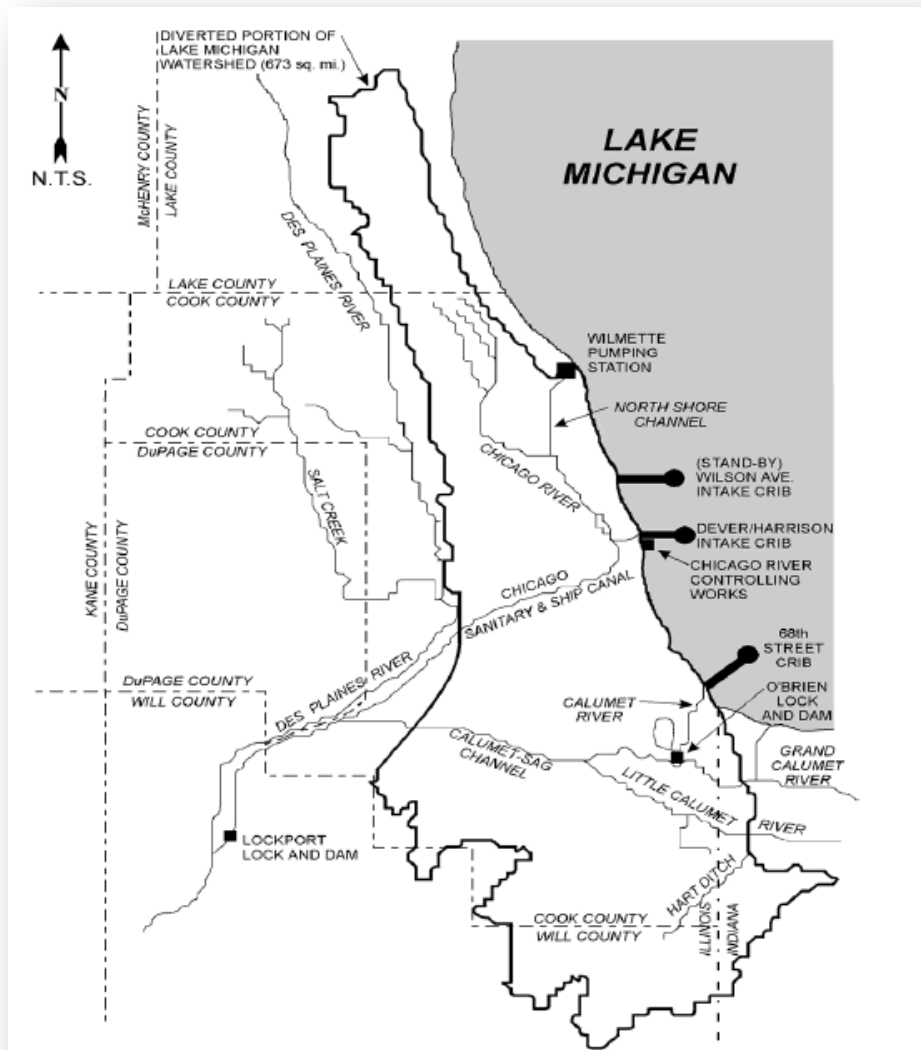 DIVERTED PORTION OF
LAKE MICHIGAN
WATERSHED (673 sq. mi.)
N
N.T.S.
McHENRY COUNTY
LAKE COUNTY
LAKE
MICHIGAN
DES PLAINES RIVER
LAKE COUNTY
COOK COUNTY
WILMETTE
PUMPING
STATION
NORTH SHORE
CHANNEL
COOK COUNTY
DuPAGE COUNTY
CHICAGO RIVER
(STAND-BY)
WILSON AVE.
INTAKE CRIB
SALT CREEK
DEVER/HARRISON
INTAKE CRIB
CHICAGO RIVER
CONTROLLING
WORKS
KANE COUNTY
DuPAGE COUNTY
CHICAGO
SANITARY & SHIP CANAL
68th
STREET
CRIB
DuPAGE COUNTY
WILL COUNTY
DES PLAINES RIVER
CALUMET
RIVER
O'BRIEN
LOCK
AND DAM
CALUMET-SAG
CHANNEL
GRAND
CALUMET
RIVER
LITTLE CALUMET
RIVER
LOCKPORT
LOCK AND DAM
HART DITCH
COOK COUNTY
WILL COUNTY
ILLINOIS
INDIANA